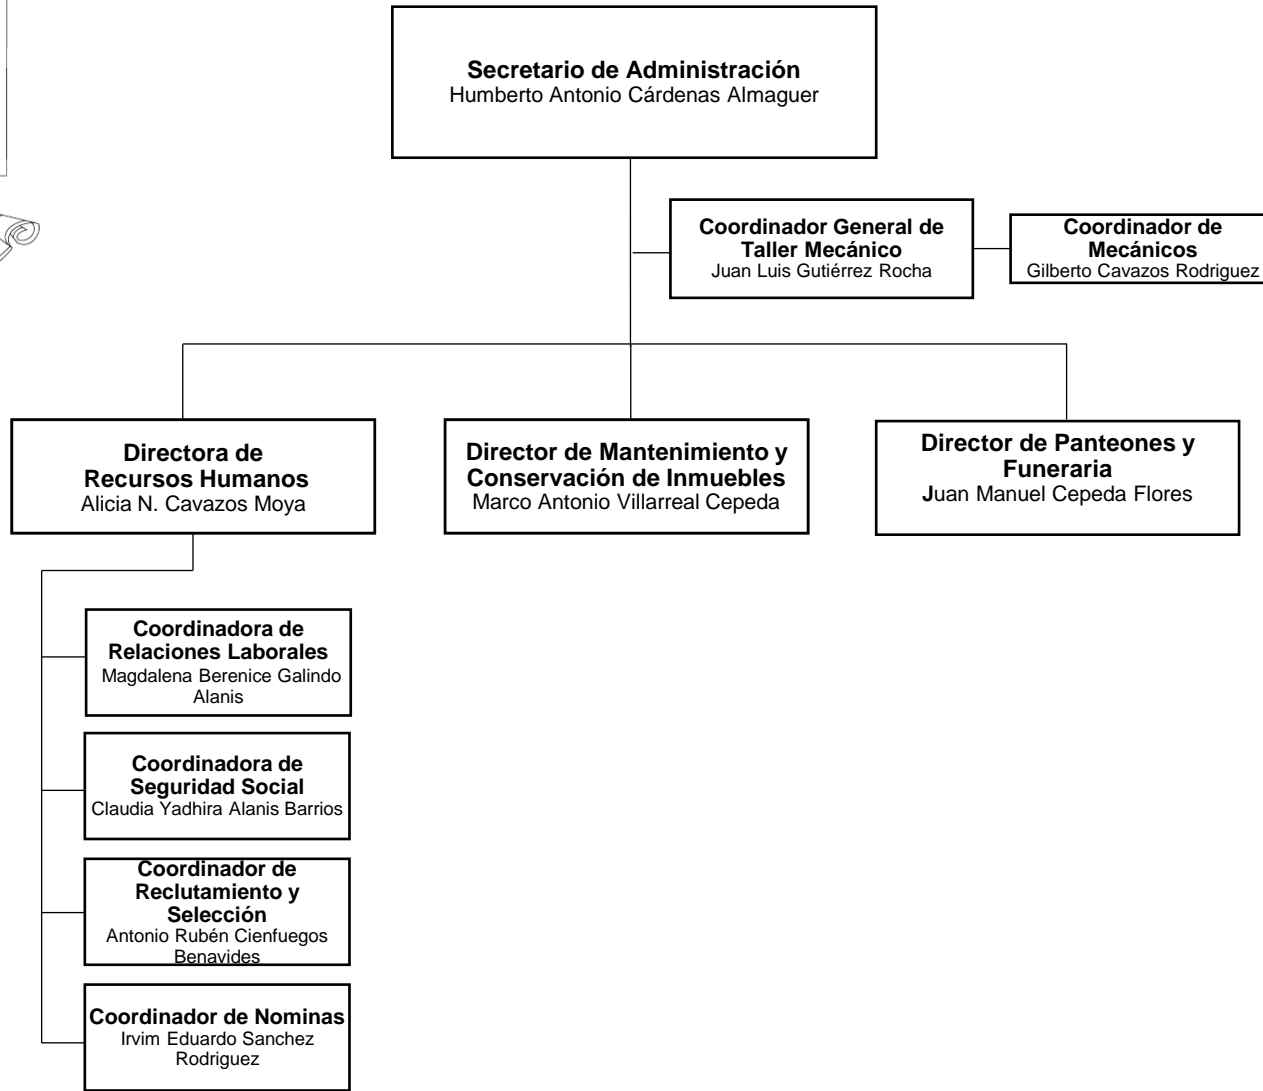 Secretario de Administración
Humberto Antonio Cárdenas Almaguer
Coordinador General de
Taller Mecánico
Juan Luis Gutiérrez Rocha
Coordinador de
Mecánicos
Gilberto Cavazos Rodriguez
Directora de
Recursos Humanos
Alicia N. Cavazos Moya
Director de Mantenimiento y
Conservación de Inmuebles
Marco Antonio Villarreal Cepeda
Director de Panteones y
Funeraria
Juan Manuel Cepeda Flores
Coordinadora de
Relaciones Laborales
Magdalena Berenice Galindo
Alanis
Coordinadora de
Seguridad Social
Claudia Yadhira Alanis Barrios
Coordinador de
Reclutamiento y
Selección
Antonio Rubén Cienfuegos
Benavides
Coordinador de Nominas
Irvim Eduardo Sanchez
Rodriguez